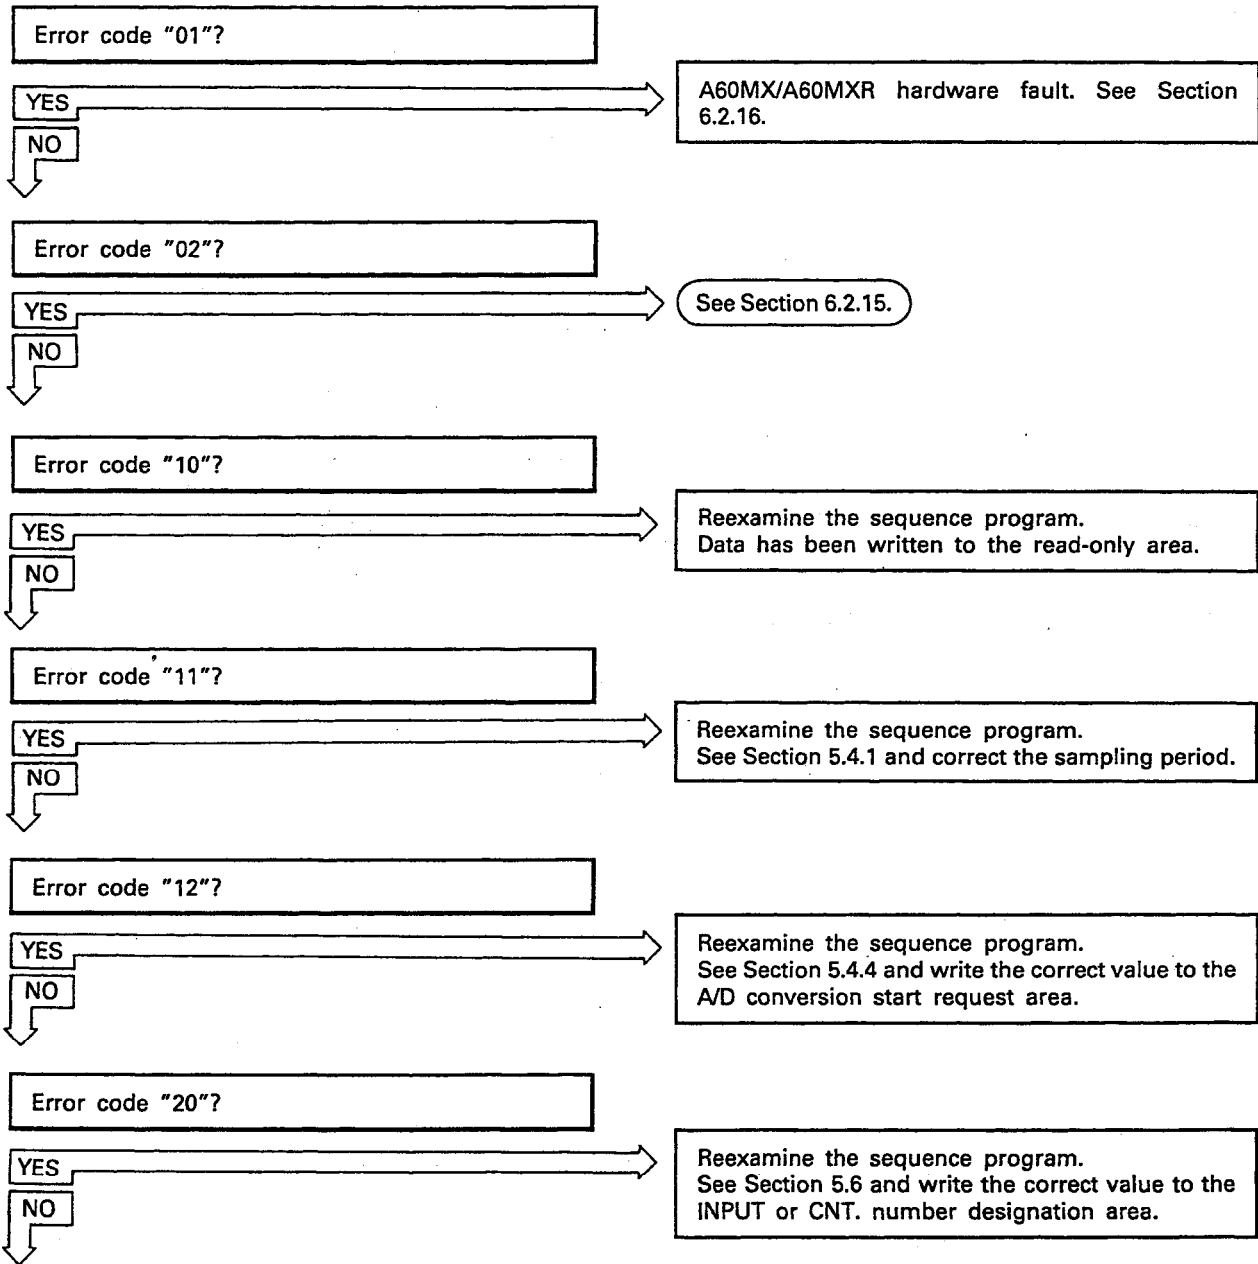 Error code "01"?
YES
A60MX/A60MXR hardware fault. See Section
6.2.16.
NO
Error code "02"?
YES
See Section 6.2.15.
NO
Error code "10"?
YES
Reexamine the sequence program.
Data has been written to the read-only area.
NO
Error code "11"?
YES
Reexamine the sequence program.
See Section 5.4.1 and correct the sampling period.
NO
Error code "12"?
YES
Reexamine the sequence program.
See Section 5.4.4 and write the correct value to the
A/D conversion start request area.
NO
Error code "20"?
YES
Reexamine the sequence program.
See Section 5.6 and write the correct value to the
INPUT or CNT. number designation area.
NO